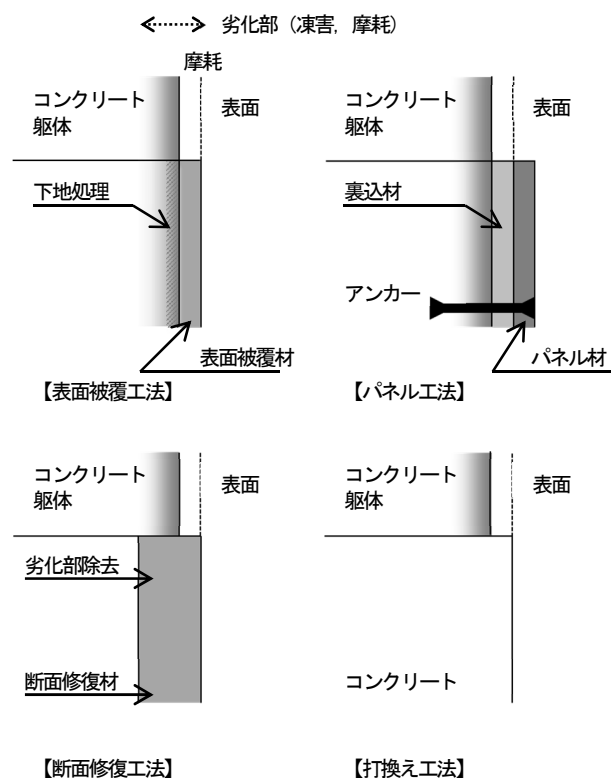 劣化部（凍害，摩耗）
摩耗
コンクリート
躯体
表面
下地処理
表面被覆材
【表面被覆工法】
コンクリート
躯体
表面
裏込材
アンカー
パネル材
【パネル工法】
コンクリート
躯体
表面
劣化部除去
断面修復材
【断面修復工法】
コンクリート
躯体
表面
コンクリート
【打換え工法】